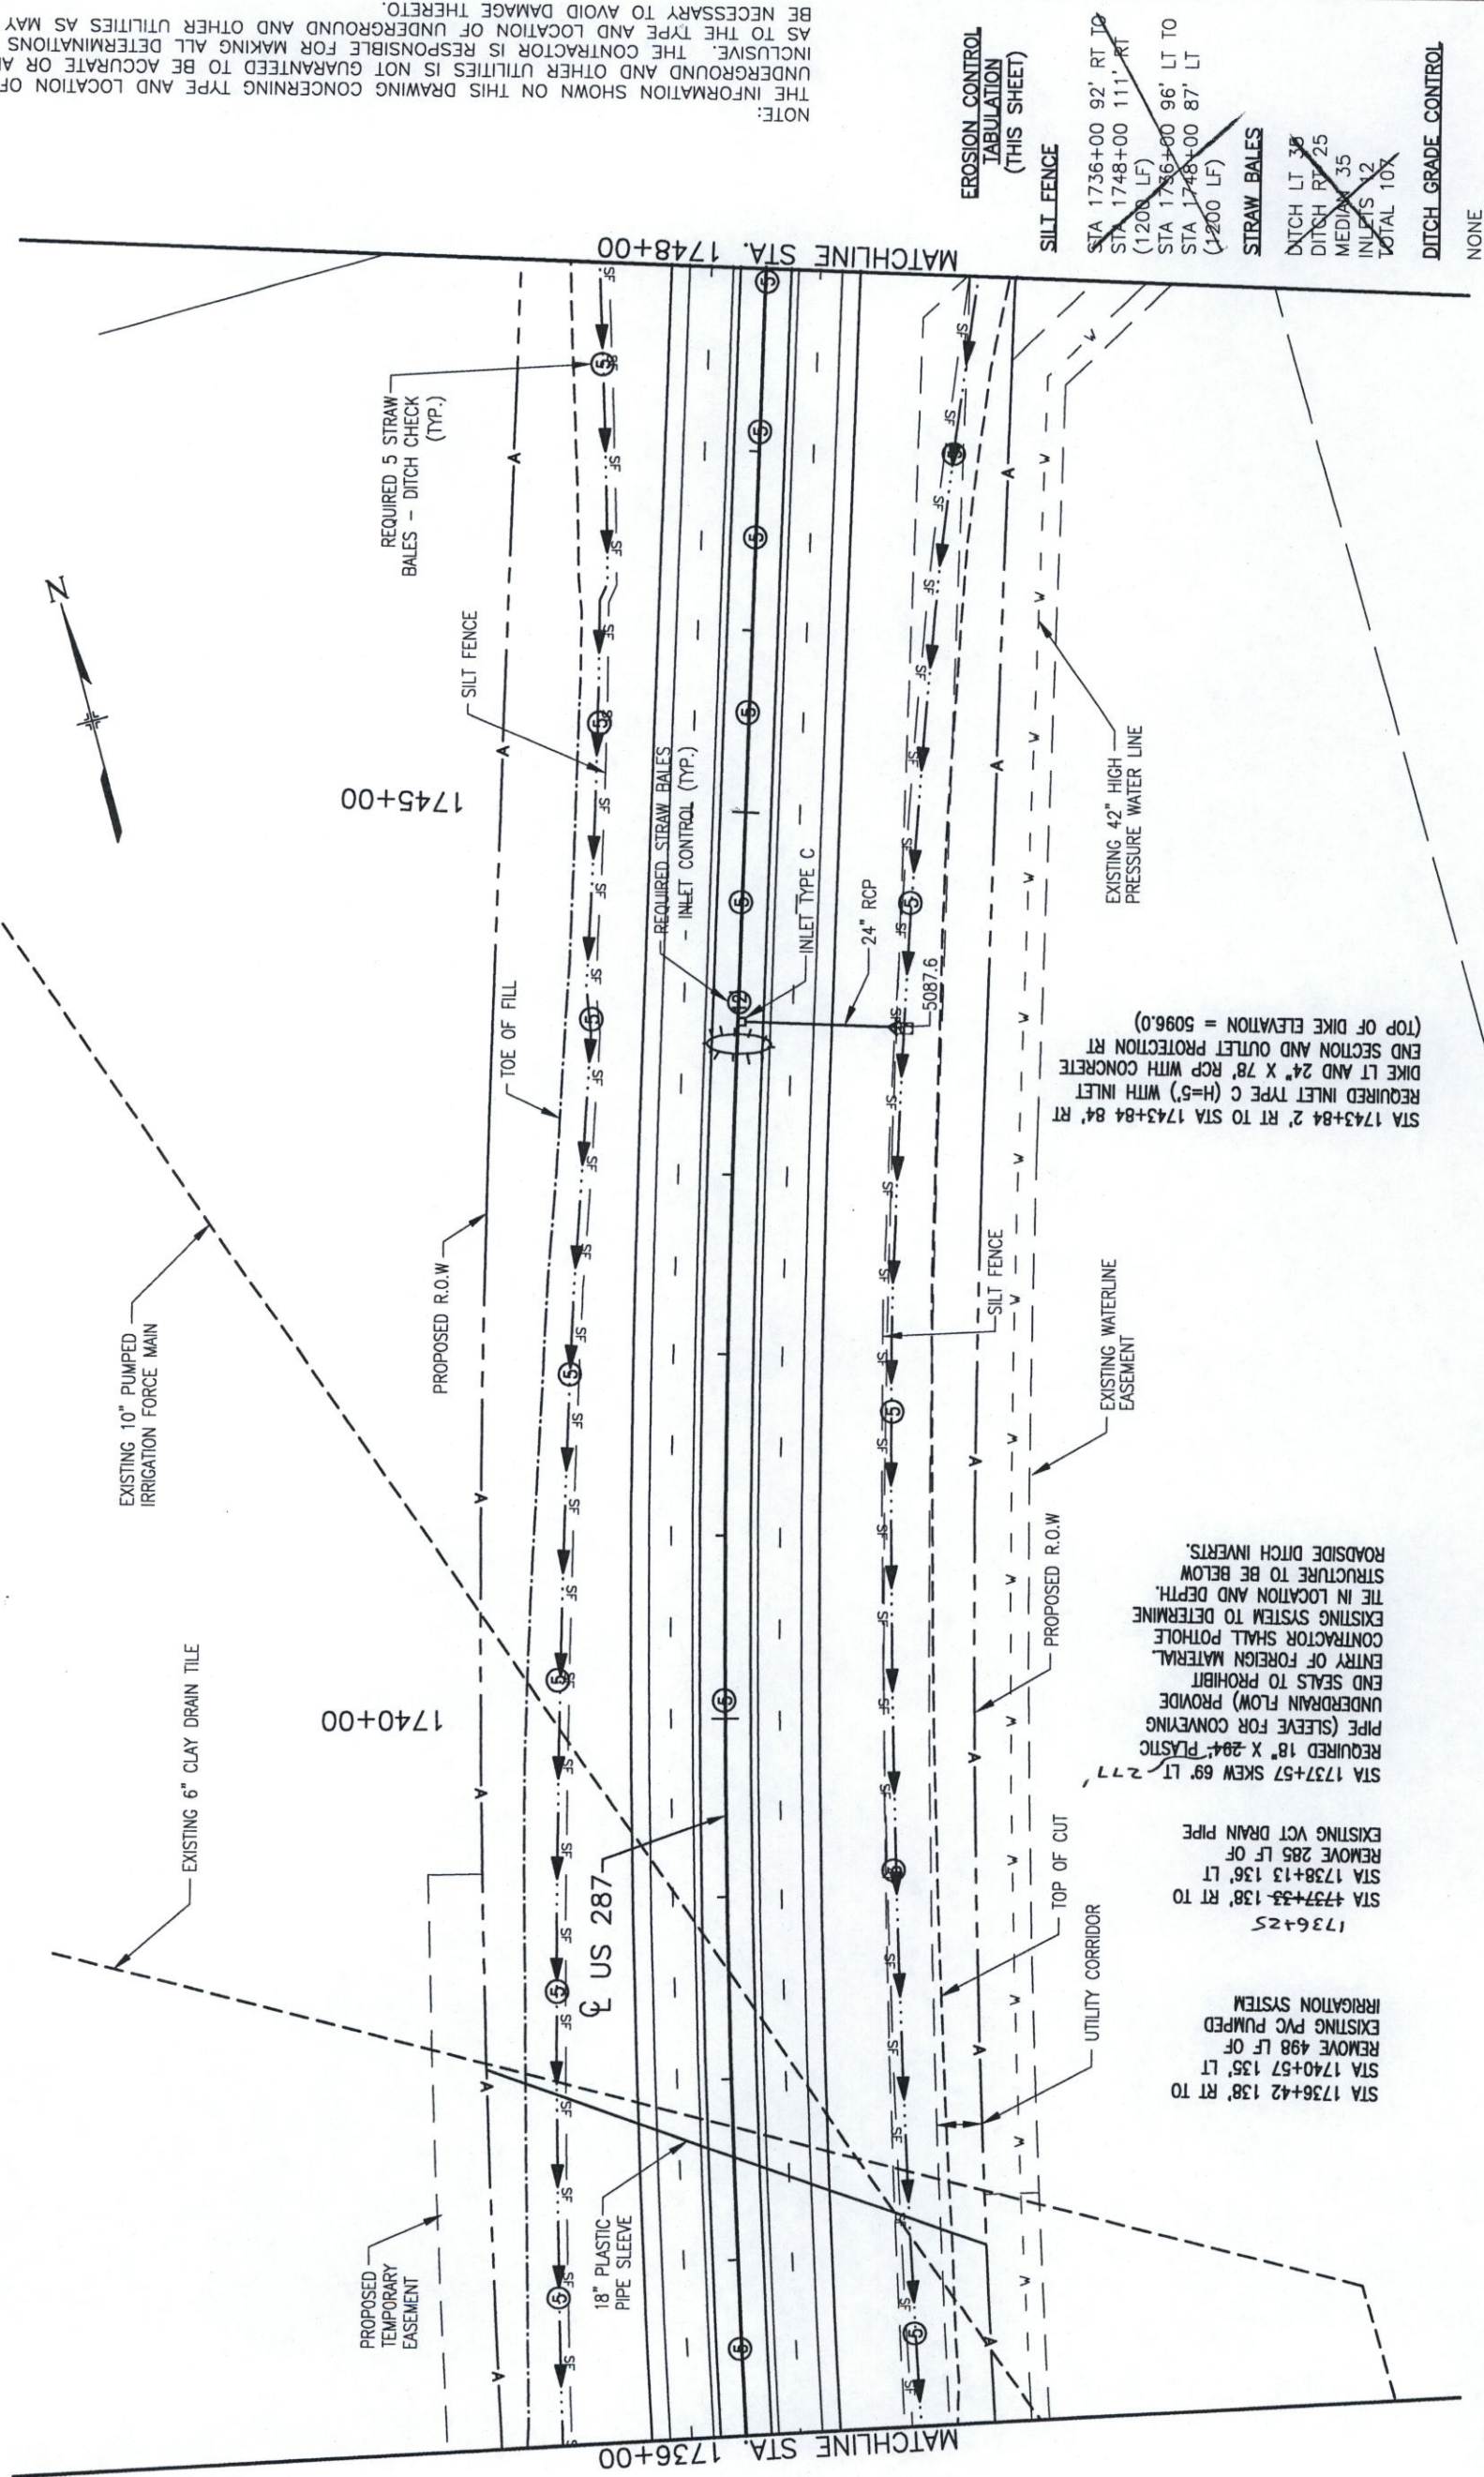 NOTE:
THE INFORMATION SHOWN ON THIS DRAWING CONCERNING TYPE AND LOCATION OF
UNDERGROUND AND OTHER UTILITIES IS NOT GUARANTEED TO BE ACCURATE OR
INCLUSIVE. THE CONTRACTOR IS RESPONSIBLE FOR MAKING ALL DETERMINATIONS
AS TO THE TYPE AND LOCATION OF UNDERGROUND AND OTHER UTILITIES AS MAY
BE NECESSARY TO AVOID DAMAGE THERETO.
EROSION CONTROL
TABULATION
(THIS SHEET)
SILT FENCE
STA 1736+00 92' RT TO
STA 1748+00 111' RT
(1200 LF)
STA 1736+00 96' LT TO
STA 1748+00 87' LT
(1200 LF)
STRAW BALES
DITCH LT 35
DITCH RT 25
MEDIAN 35
INLETS 12
TOTAL 107
DITCH GRADE CONTROL
NONE
MATCHLINE STA. 1748+00
N
REQUIRED 5 STRAW
BALES - DITCH CHECK
(TYP.)
SILT FENCE
1745+00
TOE OF FILL
REQUIRED STRAW BALES
- INLET CONTROL (TYP.)
INLET TYPE C
24" RCP
5087.6
12
EXISTING 42" HIGH
PRESSURE WATER LINE
STA 1743+84 2' RT TO STA 1743+84 84' RT
REQUIRED INLET TYPE C (H=5') WITH INLET
DIKE LT AND 24" X 78' RCP WITH CONCRETE
END SECTION AND OUTLET PROTECTION RT
(TOP OF DIKE ELEVATION = 5096.0)
PROPOSED R.O.W
EXISTING 10" PUMPED
IRRIGATION FORCE MAIN
SILT FENCE
EXISTING WATERLINE
EASEMENT
PROPOSED R.O.W
1740+00
EXISTING 6" CLAY DRAIN TILE
℄ US 287
TOP OF CUT
UTILITY CORRIDOR
STA 1737+57 SKEW 69° LT 277'
REQUIRED 18" X 294' PLASTIC
PIPE (SLEEVE FOR CONVEYING
UNDERDRAIN FLOW) PROVIDE
END SEALS TO PROHIBIT
ENTRY OF FOREIGN MATERIAL.
CONTRACTOR SHALL POTHOLE
EXISTING SYSTEM TO DETERMINE
TIE IN LOCATION AND DEPTH.
STRUCTURE TO BE BELOW
ROADSIDE DITCH INVERTS.
1736+25
STA 1737+33 138' RT TO
STA 1738+13 136' LT
REMOVE 285 LF OF
EXISTING VCT DRAIN PIPE
STA 1736+42 138' RT TO
STA 1740+57 135' LT
REMOVE 498 LF OF
EXISTING PVC PUMPED
IRRIGATION SYSTEM
PROPOSED
TEMPORARY
EASEMENT
18" PLASTIC
PIPE SLEEVE
MATCHLINE STA. 1736+00